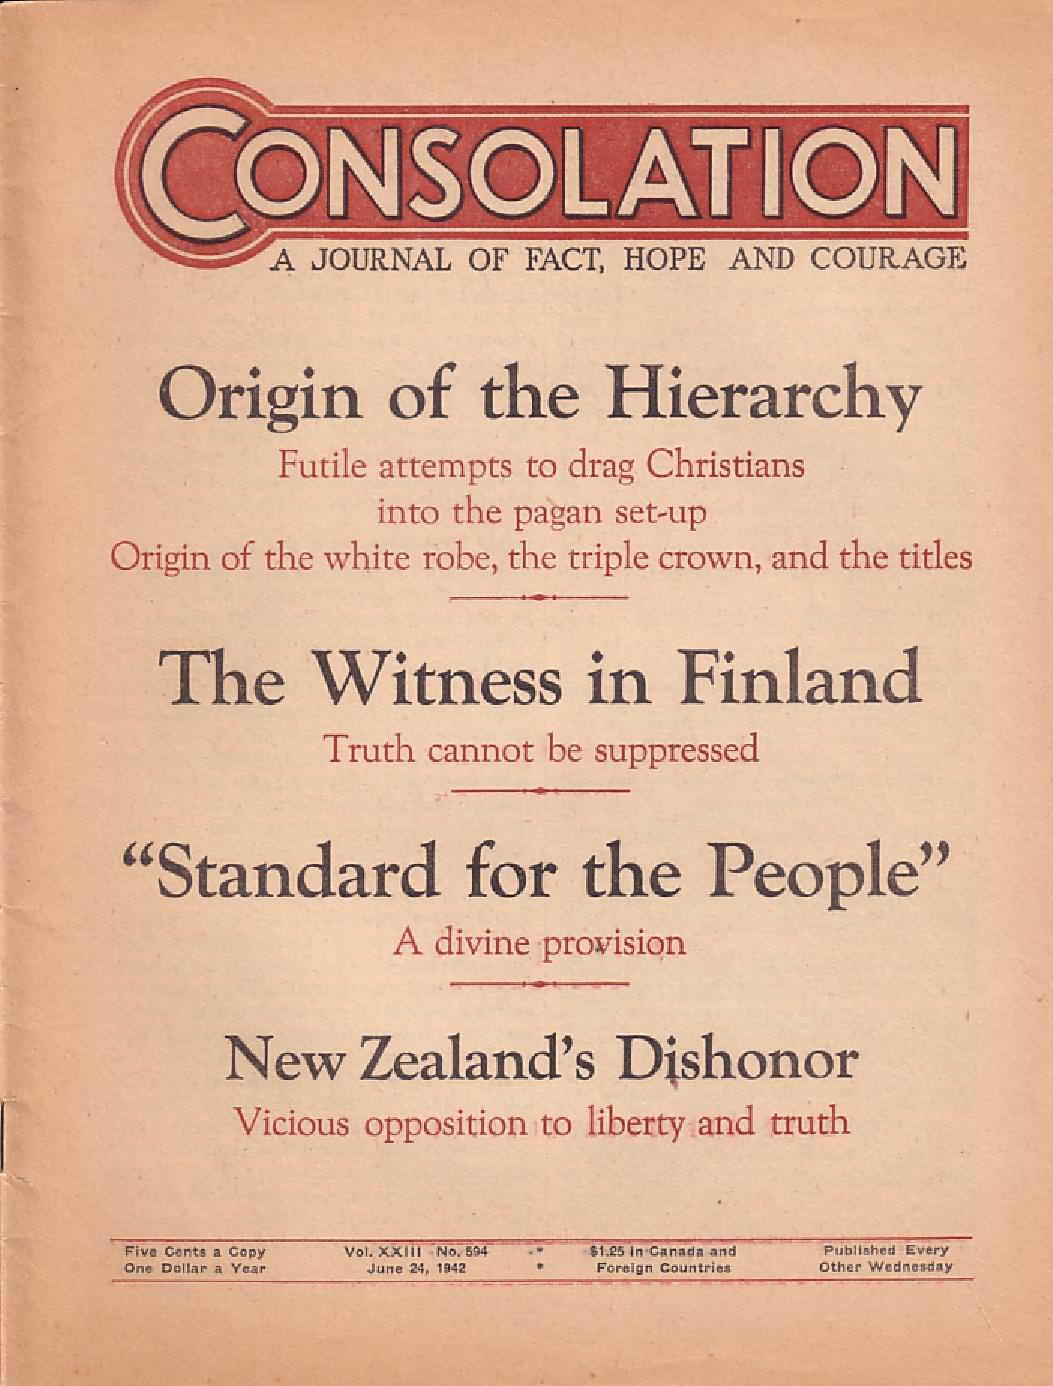 CONSOLATION
A JOURNAL OF FACT, HOPE AND COURAGE
Origin of the Hierarchy
Futile attempts to drag Christians
into the pagan set-up
Origin of the white robe, the triple crown, and the titles
The Witness in Finland
Truth cannot be suppressed
“Standard for the People”
A divine provision
New Zealand’s Dishonor
Vicious opposition to liberty and truth
Five Cents a Copy
One Dollar a Year
Vol. XXIII No. 594
June 24, 1942
* 
*
$1.25 in Canada and
Foreign Countries
Published Every
Other Wednesday